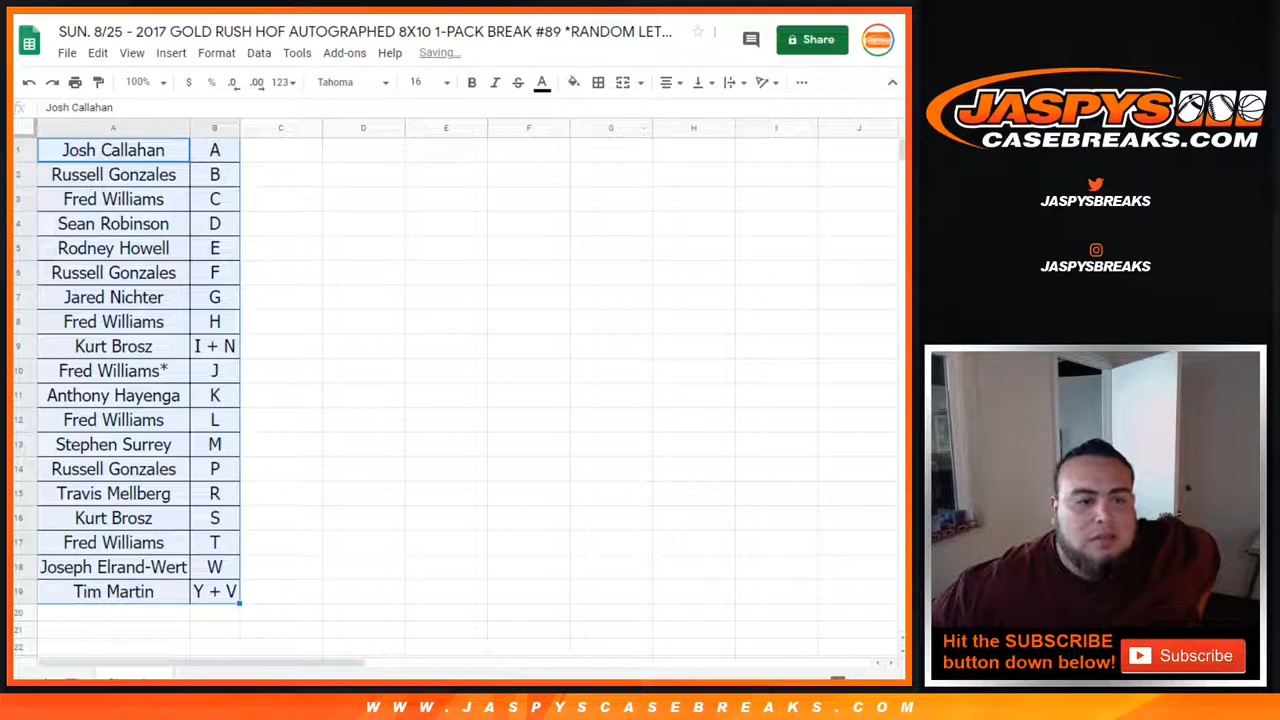 SUN. 8/25 - 2017 GOLD RUSH HOF AUTOGRAPHED 8X10 1-PACK BREAK #89 *RANDOM LET...
File Edit View Insert Format Data Tools Add-ons Help Saving...
Share
100% $ % .0 .00 123 Tahoma 16 B I S A
fx Josh Callahan
A B C D E F G H I J
1 Josh Callahan A
2 Russell Gonzales B
3 Fred Williams C
4 Sean Robinson D
5 Rodney Howell E
6 Russell Gonzales F
7 Jared Nichter G
8 Fred Williams H
9 Kurt Brosz I + N
10 Fred Williams* J
11 Anthony Hayenga K
12 Fred Williams L
13 Stephen Surrey M
14 Russell Gonzales P
15 Travis Mellberg R
16 Kurt Brosz S
17 Fred Williams T
18 Joseph Elrand-Wert W
19 Tim Martin Y + V
20
21
22
JASPYS
CASEBREAKS.COM
JASPYSBREAKS
JASPYSBREAKS
Hit the SUBSCRIBE
button down below!
Subscribe
WWW.JASPYSCASEBREAKS.COM